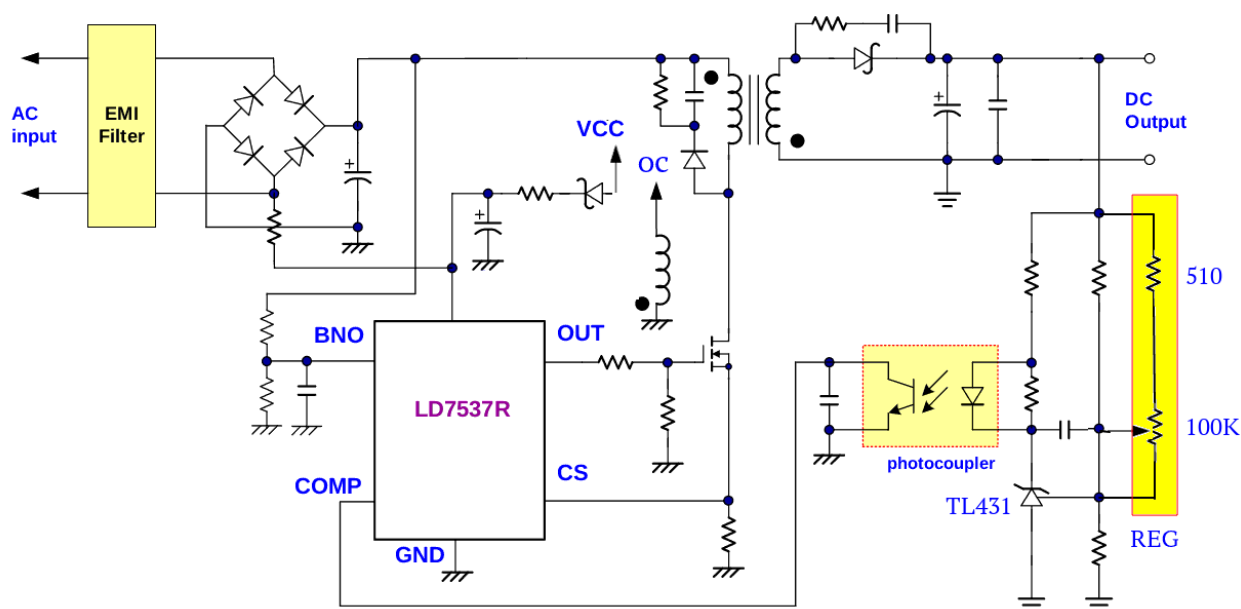 AC
input
EMI
Filter
VCC
OC
DC
Output
BNO
OUT
510
LD7537R
100K
photocoupler
COMP
CS
TL431
GND
REG